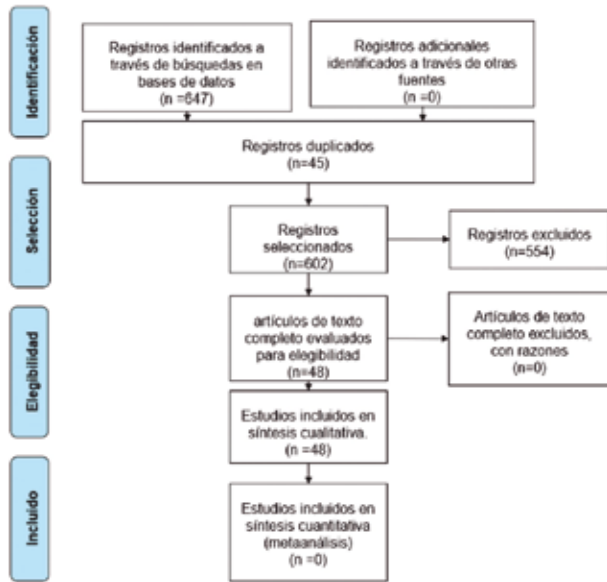 Identificación
Registros identificados a
través de búsquedas en
bases de datos
(n =647)
Registros adicionales
identificados a través de otras
fuentes
(n =0)
Registros duplicados
(n=45)
Selección
Registros
seleccionados
(n=602)
Registros excluidos
(n=554)
Elegibilidad
artículos de texto
completo evaluados
para elegibilidad
(n=48)
Artículos de texto
completo excluidos,
con razones
(n=0)
Estudios incluidos en
síntesis cualitativa.
(n =48)
Incluido
Estudios incluidos en
síntesis cuantitativa
(metaanálisis)
(n =0)